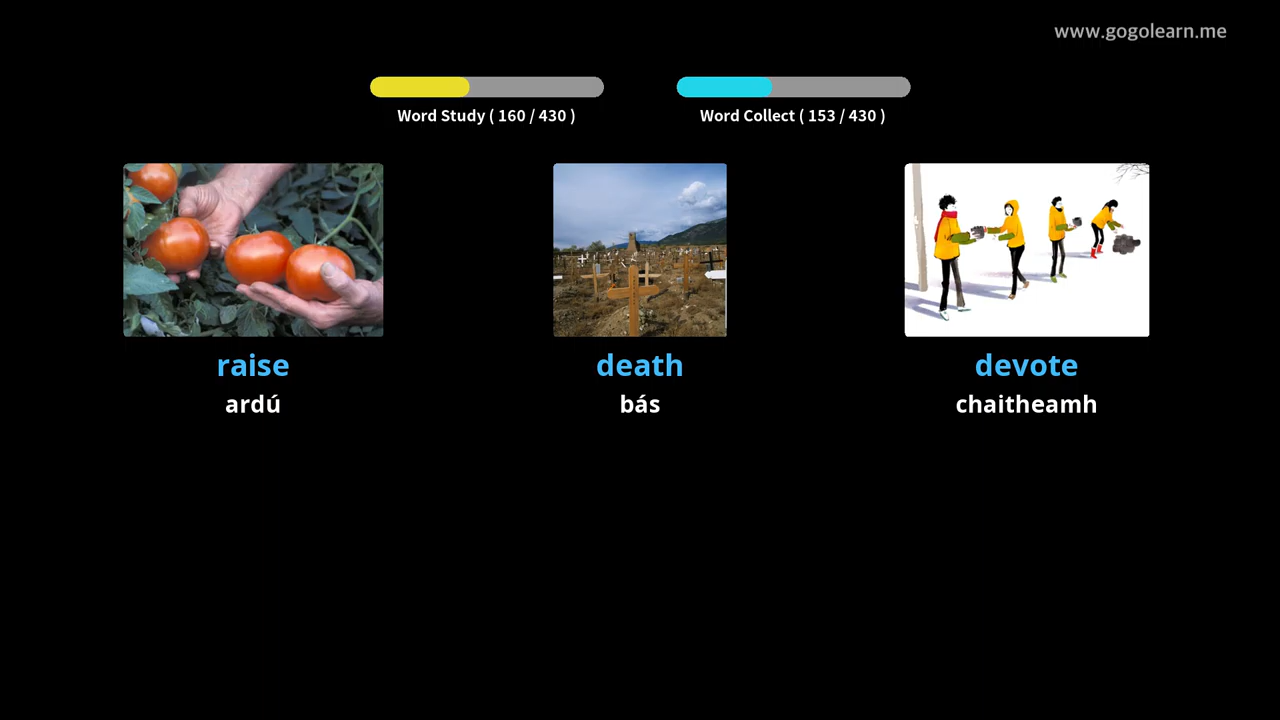 www.gogolearn.me
Word Study ( 160 / 430 )
Word Collect ( 153 / 430 )
raise
ardú
death
bás
devote
chaitheamh